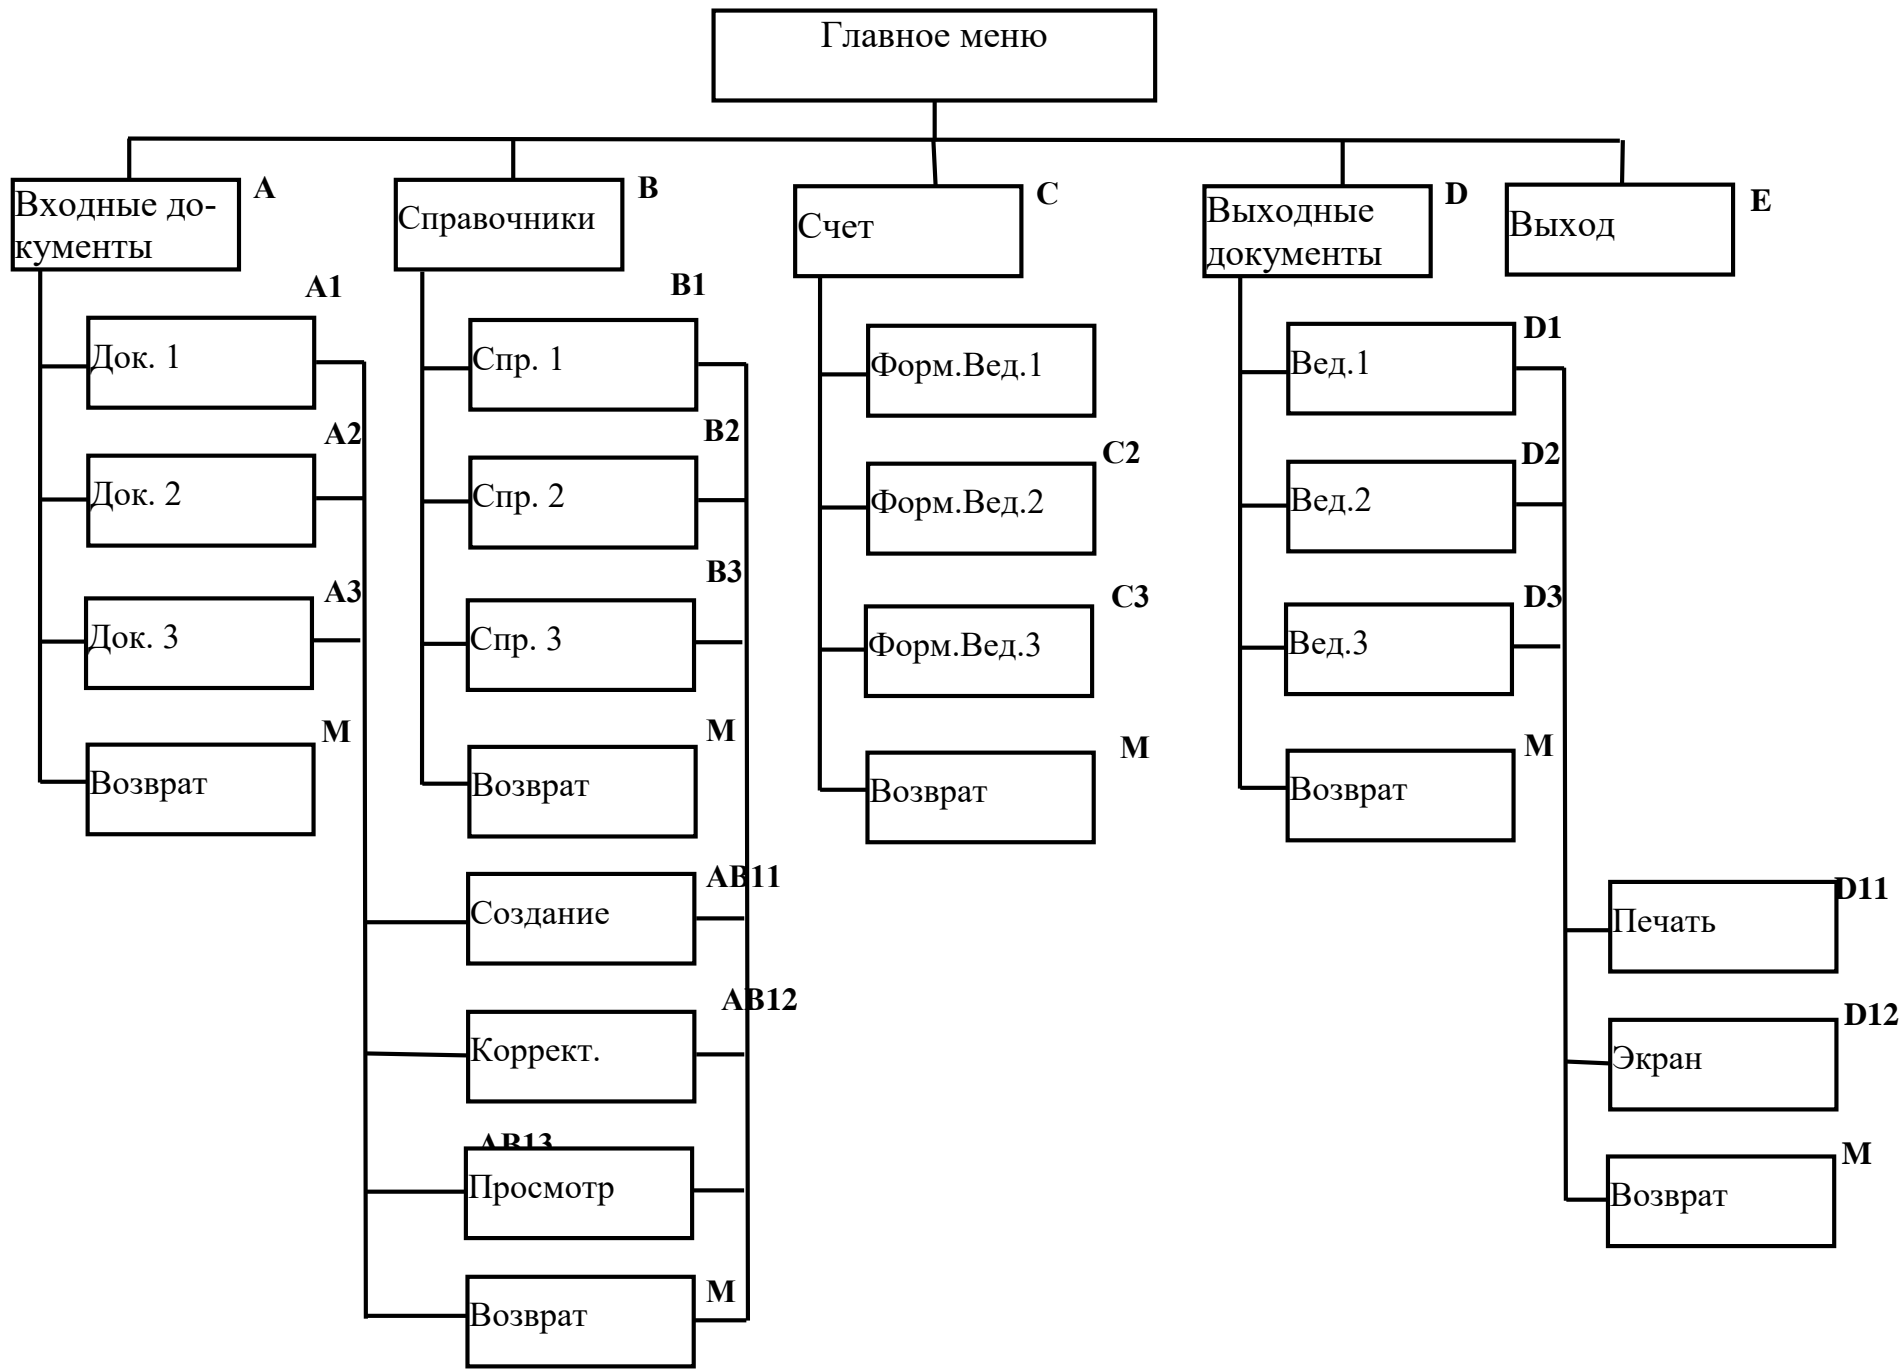 Главное меню
Входные до-
кументы
A
Справочники
B
Счет
C
Выходные
документы
D
Выход
E
A1
Док. 1
B1
Спр. 1
Форм.Вед.1
D1
Вед.1
A2
Док. 2
B2
Спр. 2
C2
Форм.Вед.2
D2
Вед.2
A3
Док. 3
B3
Спр. 3
C3
Форм.Вед.3
D3
Вед.3
M
Возврат
M
Возврат
M
Возврат
M
Возврат
AB11
Создание
D11
Печать
AB12
Коррект.
D12
Экран
AB13
Просмотр
M
Возврат
M
Возврат